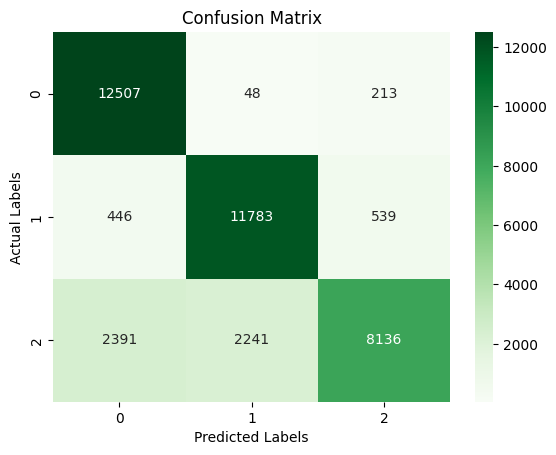 Confusion Matrix
12507 48 213
446 11783 539
2391 2241 8136
0
1
2
0 1 2
Actual Labels
Predicted Labels
12000
10000
8000
6000
4000
2000